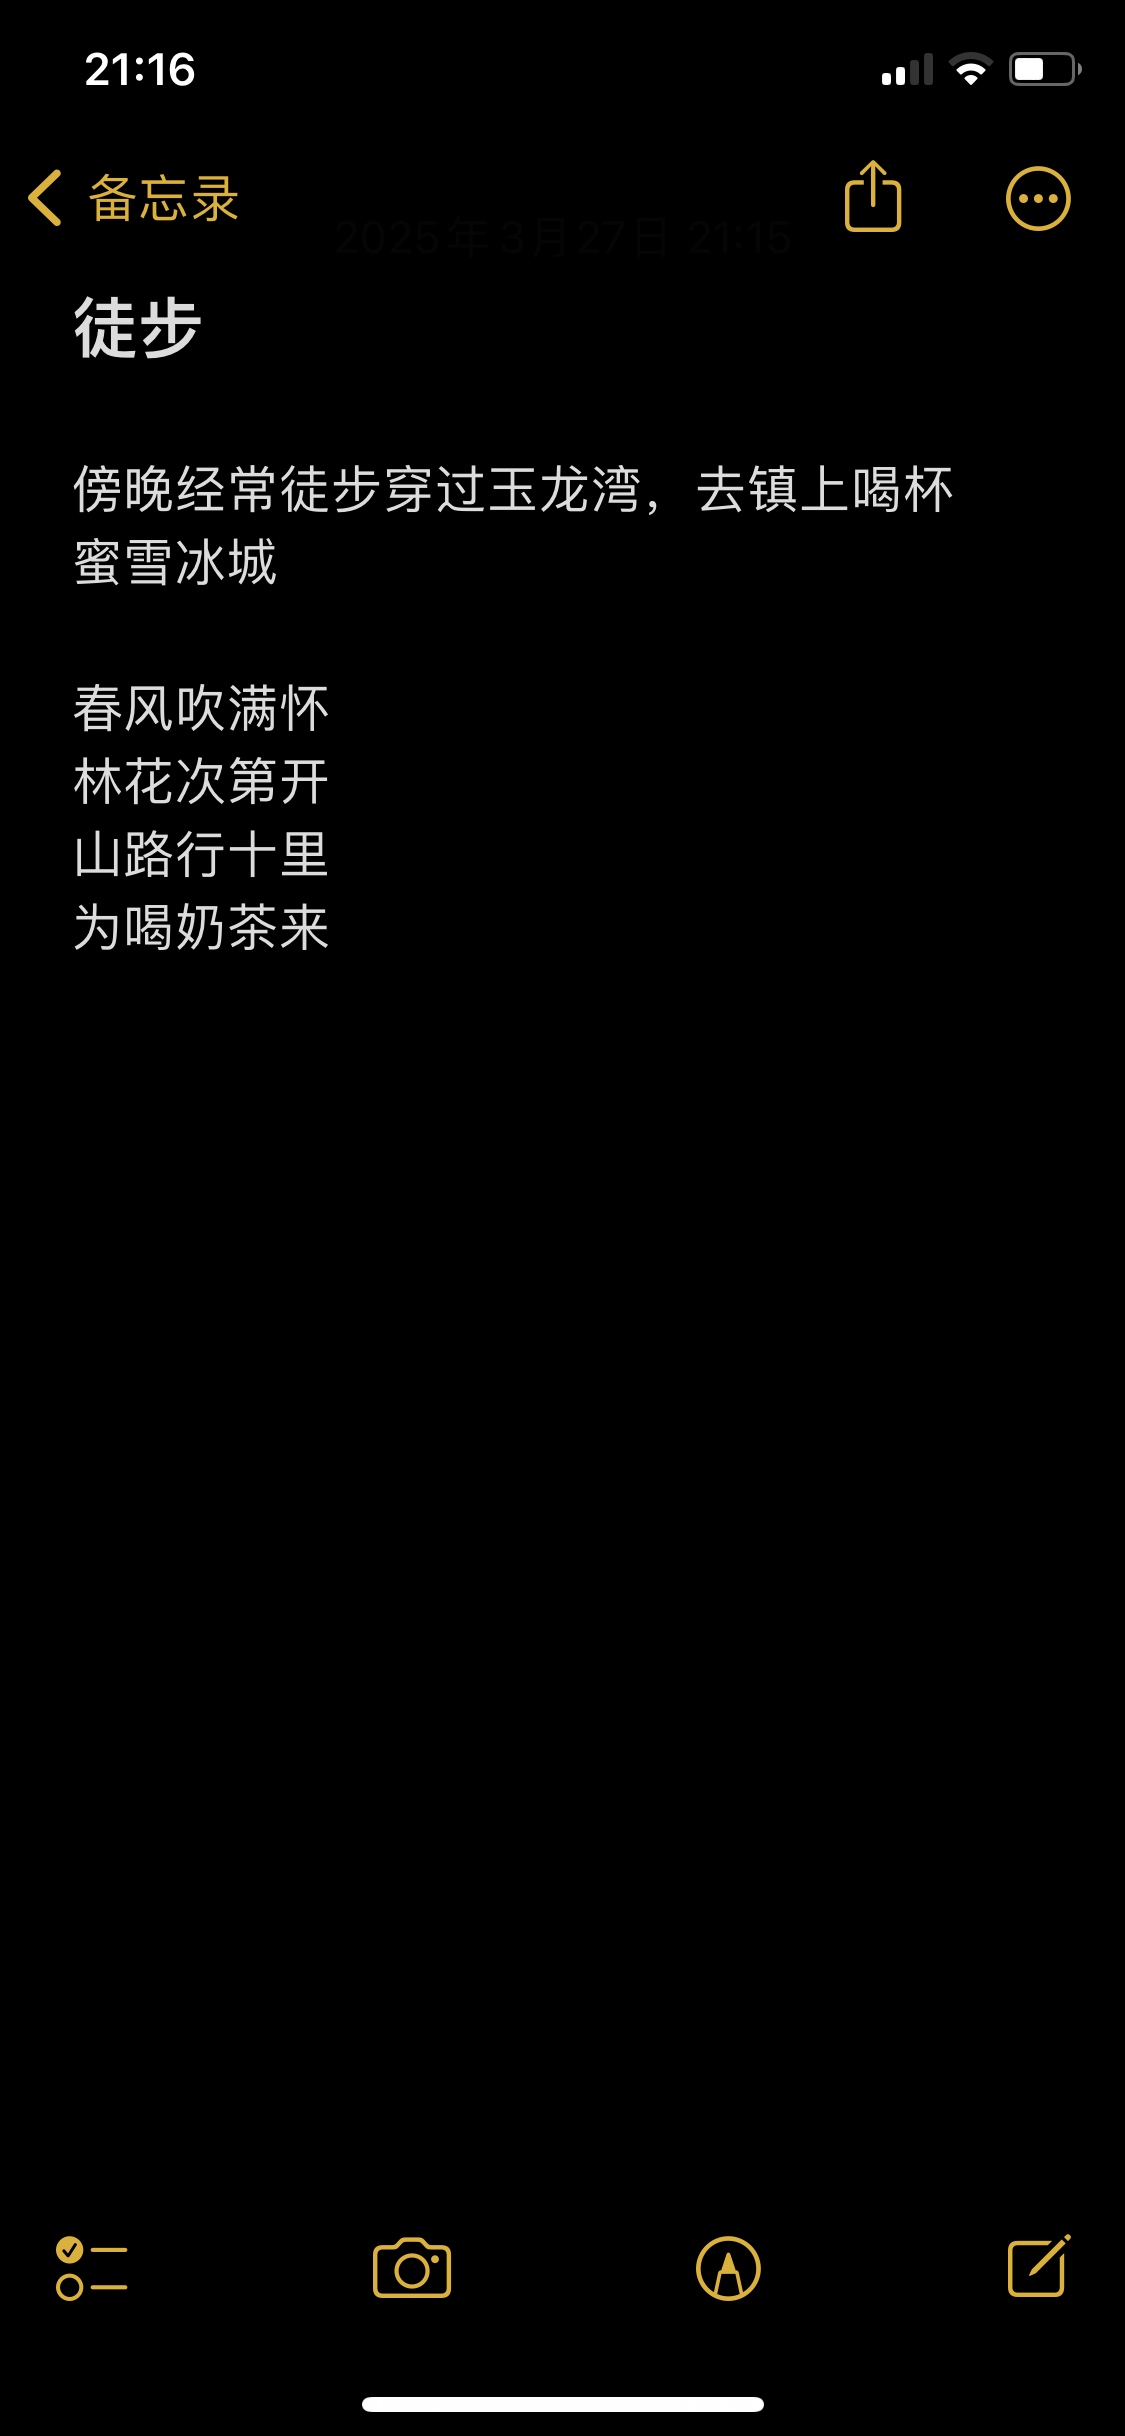 21:16
备忘录
2025年3月27日 21:15
徒步
傍晚经常徒步穿过玉龙湾，去镇上喝杯
蜜雪冰城
春风吹满怀
林花次第开
山路行十里
为喝奶茶来